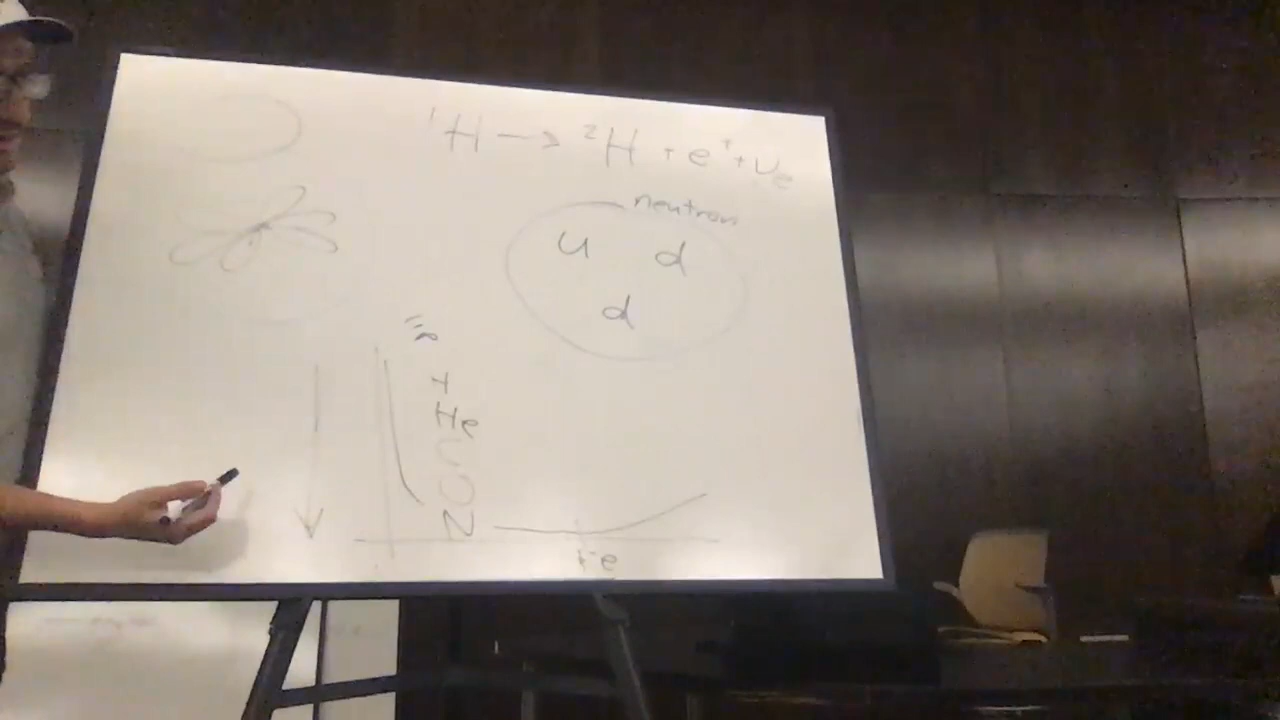 ¹H → ²H + e⁺ + νₑ
neutron
u d
d
H
He
C
N
O
Fe